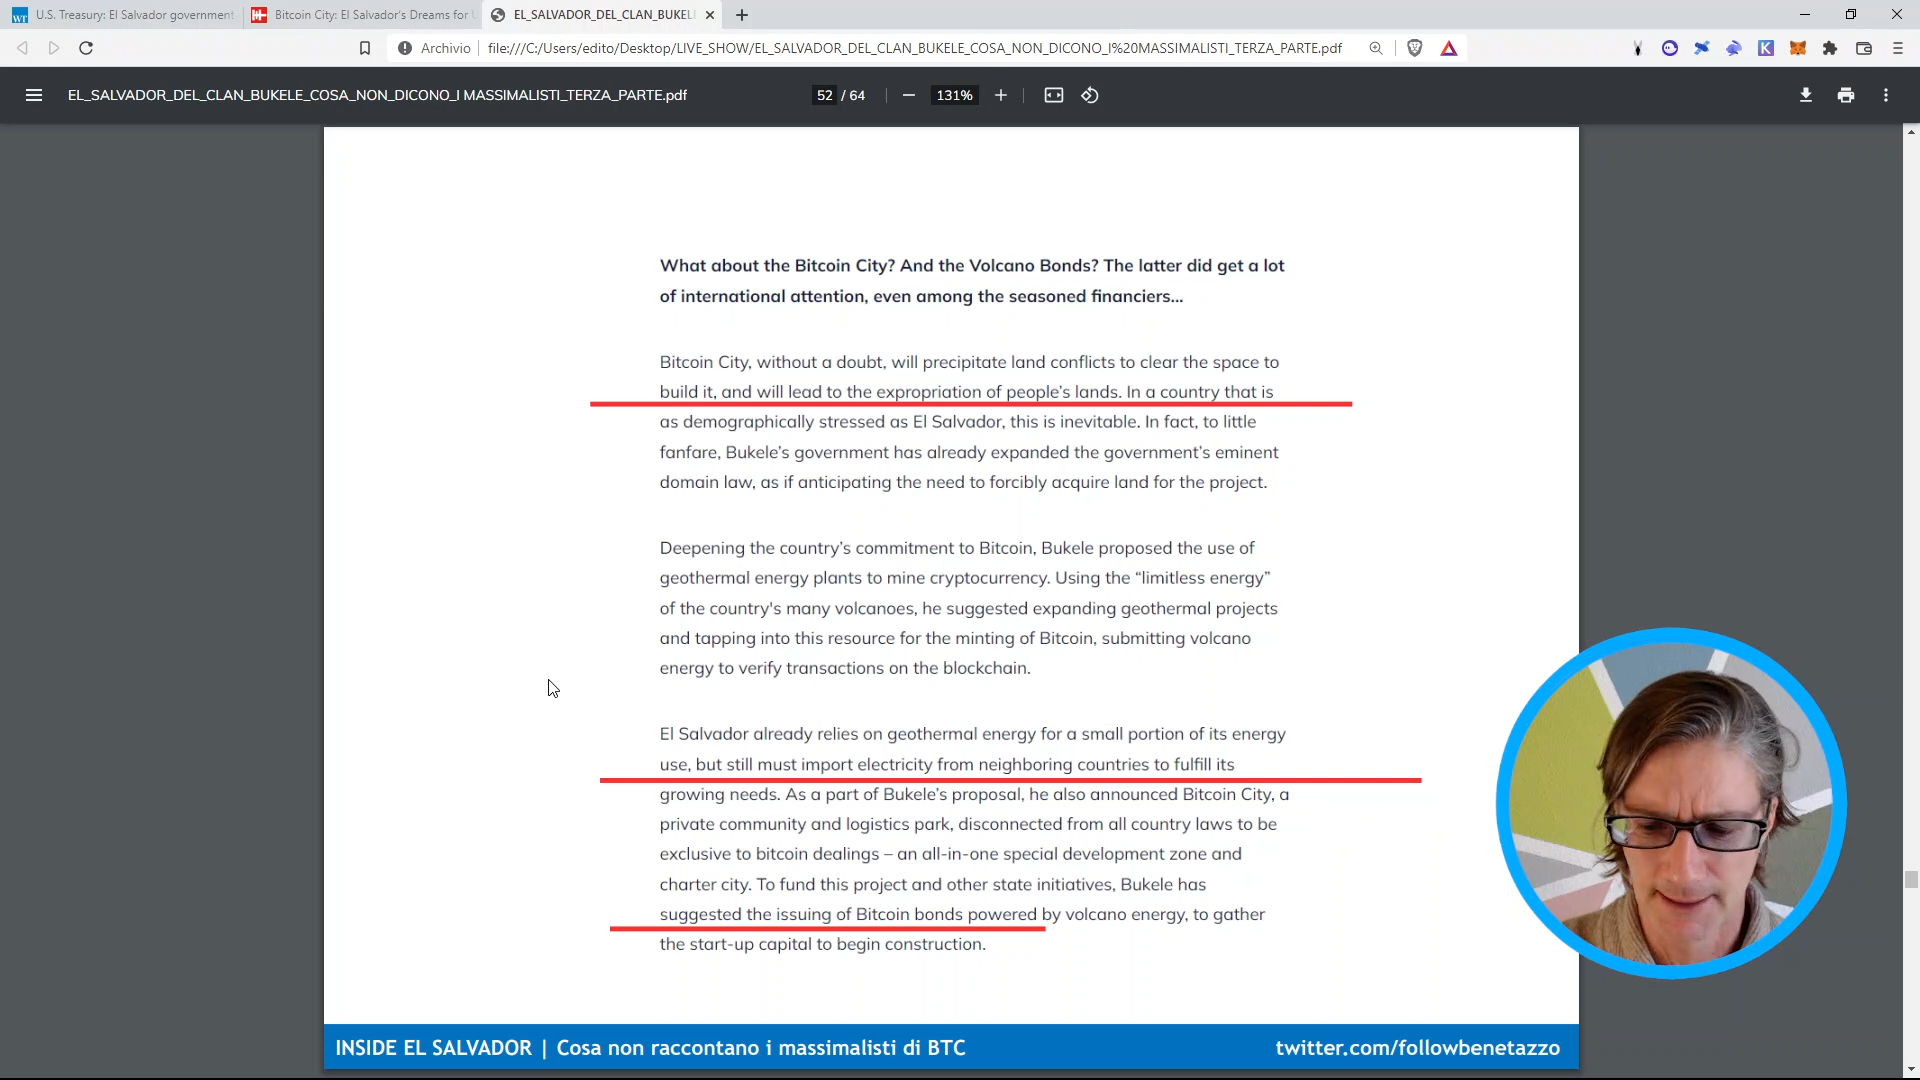 U.S. Treasury: El Salvador government
Bitcoin City: El Salvador's Dreams for
EL_SALVADOR_DEL_CLAN_BUKEL
Archivio
file:///C:/Users/edito/Desktop/LIVE_SHOW/EL_SALVADOR_DEL_CLAN_BUKELE_COSA_NON_DICONO_I%20MASSIMALISTI_TERZA_PARTE.pdf
EL_SALVADOR_DEL_CLAN_BUKELE_COSA_NON_DICONO_I MASSIMALISTI_TERZA_PARTE.pdf
52 / 64
131%
What about the Bitcoin City? And the Volcano Bonds? The latter did get a lot
of international attention, even among the seasoned financiers...
Bitcoin City, without a doubt, will precipitate land conflicts to clear the space to
build it, and will lead to the expropriation of people's lands. In a country that is
as demographically stressed as El Salvador, this is inevitable. In fact, to little
fanfare, Bukele's government has already expanded the government's eminent
domain law, as if anticipating the need to forcibly acquire land for the project.
Deepening the country's commitment to Bitcoin, Bukele proposed the use of
geothermal energy plants to mine cryptocurrency. Using the “limitless energy”
of the country's many volcanoes, he suggested expanding geothermal projects
and tapping into this resource for the minting of Bitcoin, submitting volcano
energy to verify transactions on the blockchain.
El Salvador already relies on geothermal energy for a small portion of its energy
use, but still must import electricity from neighboring countries to fulfill its
growing needs. As a part of Bukele's proposal, he also announced Bitcoin City, a
private community and logistics park, disconnected from all country laws to be
exclusive to bitcoin dealings – an all-in-one special development zone and
charter city. To fund this project and other state initiatives, Bukele has
suggested the issuing of Bitcoin bonds powered by volcano energy, to gather
the start-up capital to begin construction.
INSIDE EL SALVADOR | Cosa non raccontano i massimalisti di BTC
twitter.com/followbenetazzo